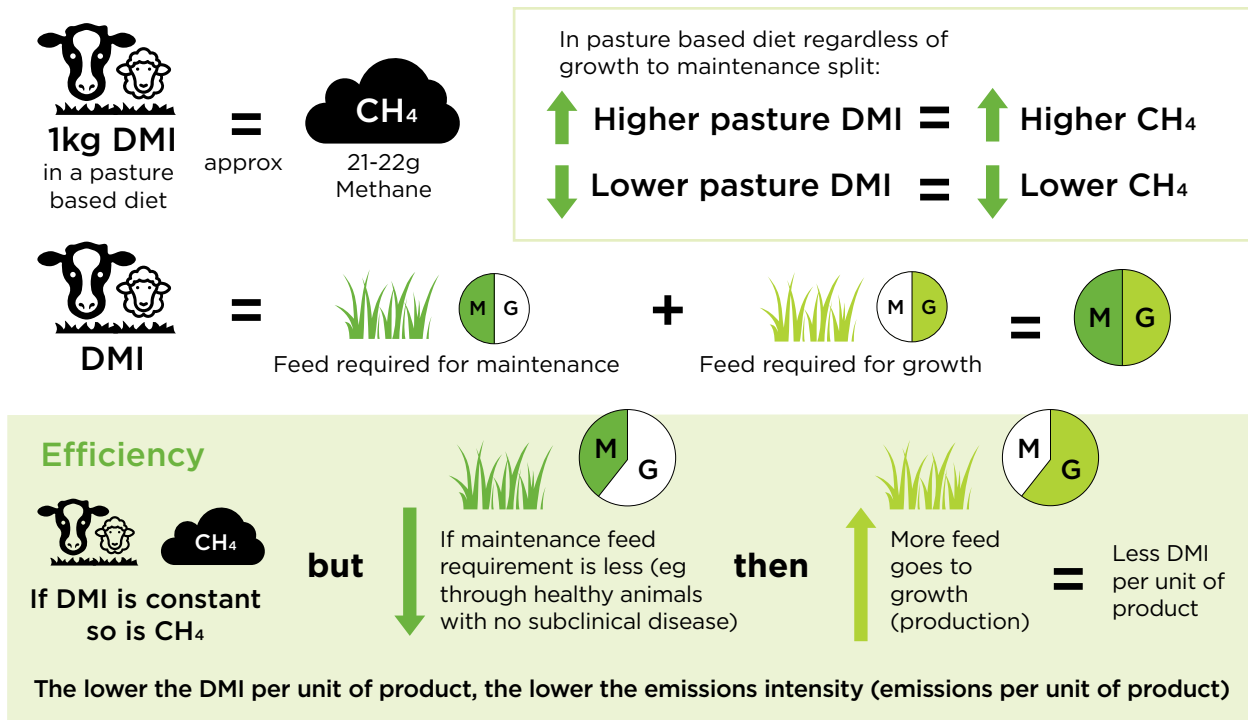 1kg DMI
in a pasture
based diet
=
approx
CH₄
21-22g
Methane
In pasture based diet regardless of
growth to maintenance split:
Higher pasture DMI = Higher CH₄
Lower pasture DMI = Lower CH₄
DMI
=
M G
Feed required for maintenance
+
M G
Feed required for growth
=
M G
Efficiency
CH₄
If DMI is constant
so is CH₄
but
M
G
If maintenance feed
requirement is less (eg
through healthy animals
with no subclinical disease)
then
M
G
More feed
goes to
growth
(production)
=
Less DMI
per unit of
product
The lower the DMI per unit of product, the lower the emissions intensity (emissions per unit of product)